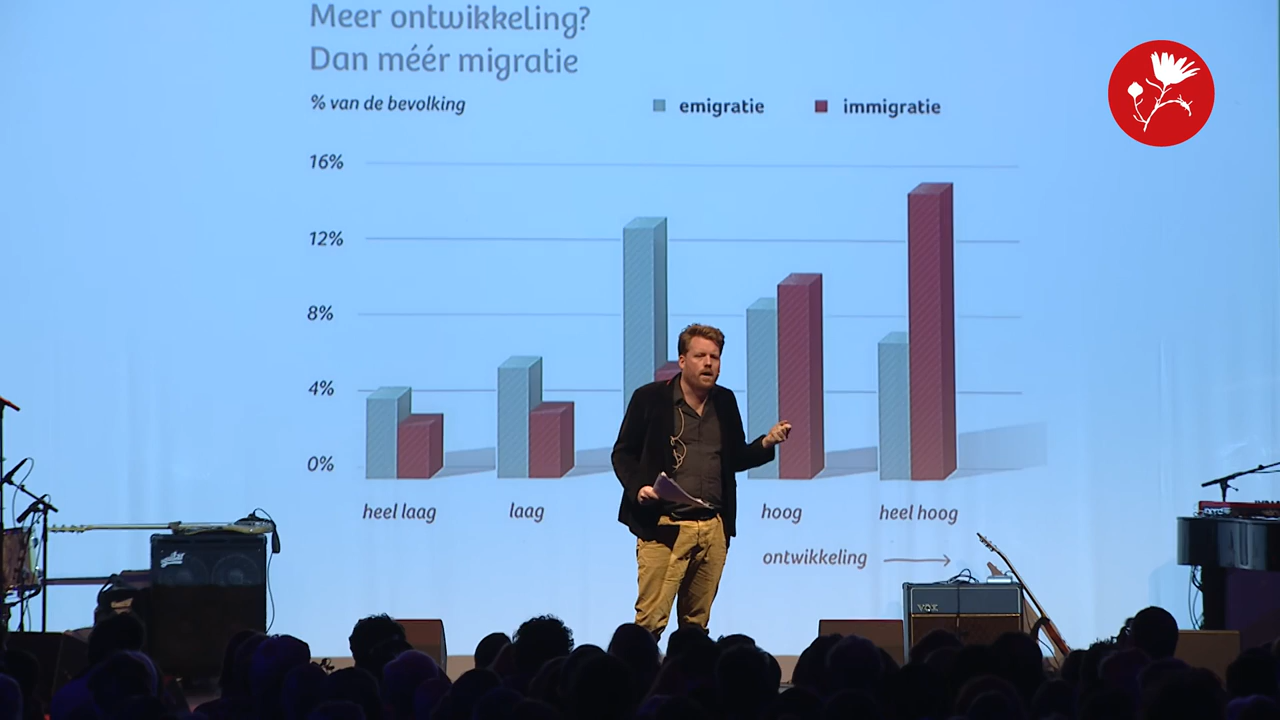 Meer ontwikkeling?
Dan méér migratie
% van de bevolking
emigratie
immigratie
16%
12%
8%
4%
0%
heel laag
laag
hoog
heel hoog
ontwikkeling
VOX